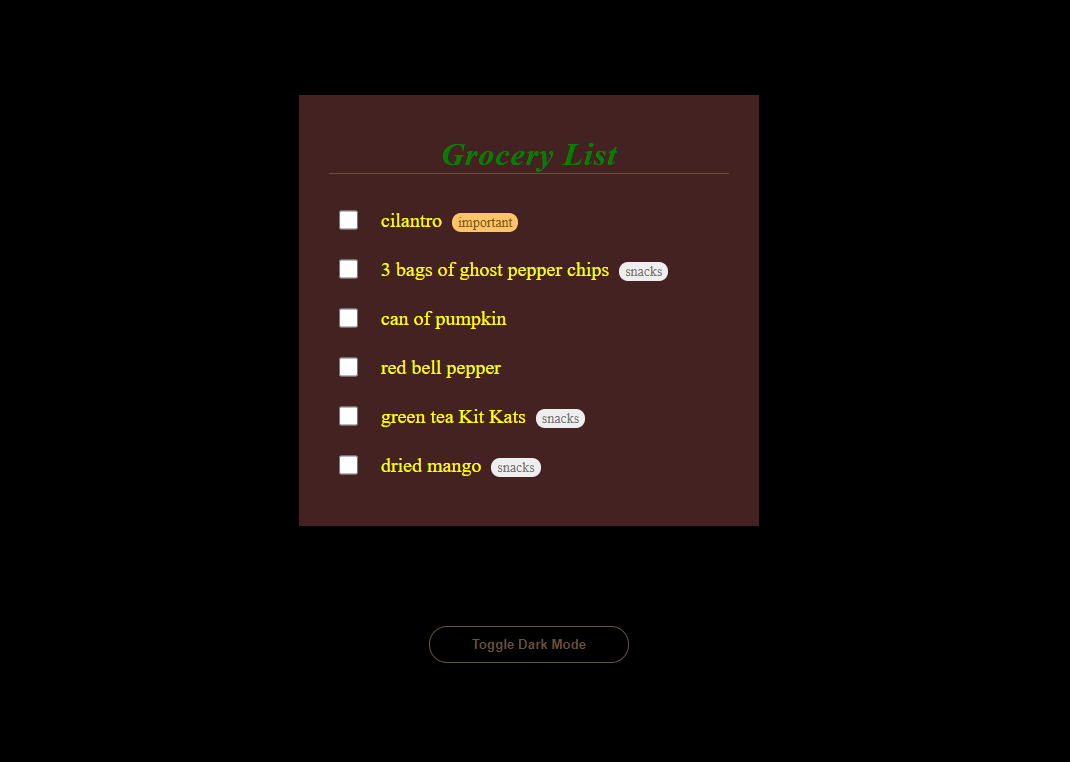 Grocery List
cilantro important
3 bags of ghost pepper chips snacks
can of pumpkin
red bell pepper
green tea Kit Kats snacks
dried mango snacks
Toggle Dark Mode